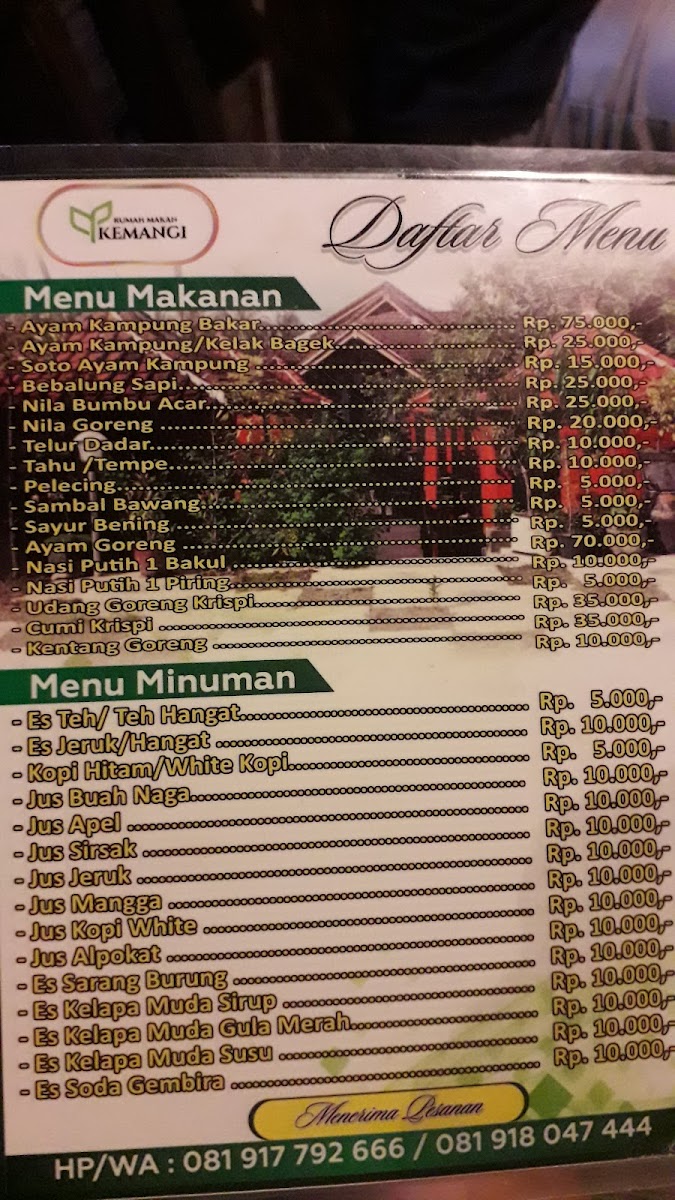 RUMAH MAKAN
KEMANGI
Daftar Menu
Menu Makanan
- Ayam Kampung Bakar.................... Rp. 75.000,-
- Ayam Kampung/Kelak Bagek.................... Rp. 25.000,-
- Soto Ayam Kampung .................... Rp. 15.000,-
- Bebalung Sapi.................... Rp. 25.000,-
- Nila Bumbu Acar.................... Rp. 25.000,-
- Nila Goreng .................... Rp. 20.000,-
- Telur Dadar.................... Rp. 10.000,-
- Tahu /Tempe.................... Rp. 10.000,-
- Pelecing.................... Rp. 5.000,-
- Sambal Bawang.................... Rp. 5.000,-
- Sayur Bening .................... Rp. 5.000,-
- Ayam Goreng .................... Rp. 70.000,-
- Nasi Putih 1 Bakul .................... Rp. 10.000,-
- Nasi Putih 1 Piring.................... Rp. 5.000,-
- Udang Goreng Krispi.................... Rp. 35.000,-
- Cumi Krispi .................... Rp. 35.000,-
- Kentang Goreng .................... Rp. 10.000,-
Menu Minuman
- Es Teh/ Teh Hangat.................... Rp. 5.000,-
- Es Jeruk/Hangat .................... Rp. 10.000,-
- Kopi Hitam/White Kopi.................... Rp. 5.000,-
- Jus Buah Naga.................... Rp. 10.000,-
- Jus Apel .................... Rp. 10.000,-
- Jus Sirsak .................... Rp. 10.000,-
- Jus Jeruk .................... Rp. 10.000,-
- Jus Mangga .................... Rp. 10.000,-
- Jus Kopi White .................... Rp. 10.000,-
- Jus Alpokat .................... Rp. 10.000,-
- Es Sarang Burung .................... Rp. 10.000,-
- Es Kelapa Muda Sirup .................... Rp. 10.000,-
- Es Kelapa Muda Gula Merah.................... Rp. 10.000,-
- Es Kelapa Muda Susu .................... Rp. 10.000,-
- Es Soda Gembira .................... Rp. 10.000,-
Menerima Pesanan
HP/WA : 081 917 792 666 / 081 918 047 444